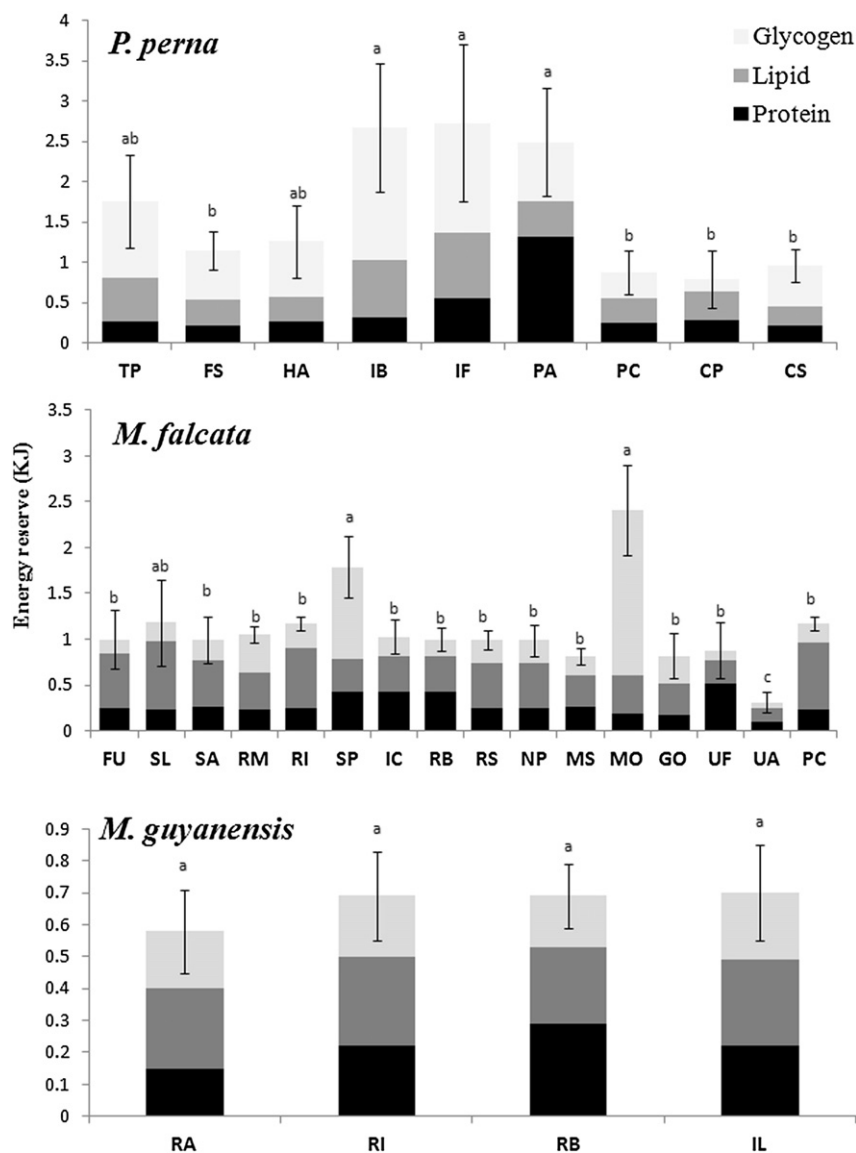 P. perna
Glycogen
Lipid
Protein
4
3.5
3
2.5
2
1.5
1
0.5
0
ab b ab a a a b b b
TP FS HA IB IF PA PC CP CS
Energy reserve (KJ)
M. falcata
3.5
3
2.5
2
1.5
1
0.5
0
b ab b b b a b b b b b a b b c b
FU SL SA RM RI SP IC RB RS NP MS MO GO UF UA PC
M. guyanensis
0.9
0.8
0.7
0.6
0.5
0.4
0.3
0.2
0.1
0
a a a a
RA RI RB IL